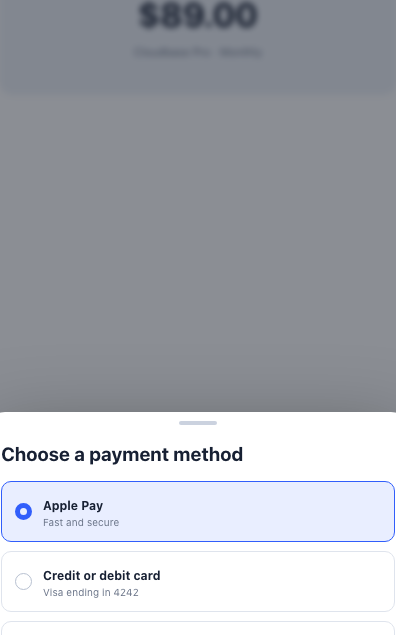 $89.00
Choose a payment method
Apple Pay
Fast and secure
Credit or debit card
Visa ending in 4242